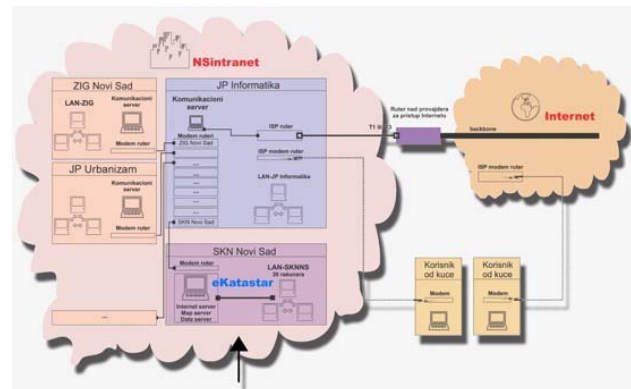 NSintranet
ZIG Novi Sad
LAN-ZIG
Komunikacioni
server
Modem ruter
JP Urbanizam
Komunikacioni
server
Modem ruter
...
JP Informatika
Komunikacioni
server
Modem ruteri
ZIG Novi Sad
...
...
...
...
SKN Novi Sad
ISP ruter
ISP modem ruter
LAN-JP Informatika
SKN Novi Sad
Modem ruter
eKatastar
LAN-SKNNS
Internet server
Map server
Data server
Ruter nad provajdera
za pristup Internetu
Internet
backbone
ISP modem ruter
Korisnik
od kuce
Modem
Korisnik
od kuce
Modem